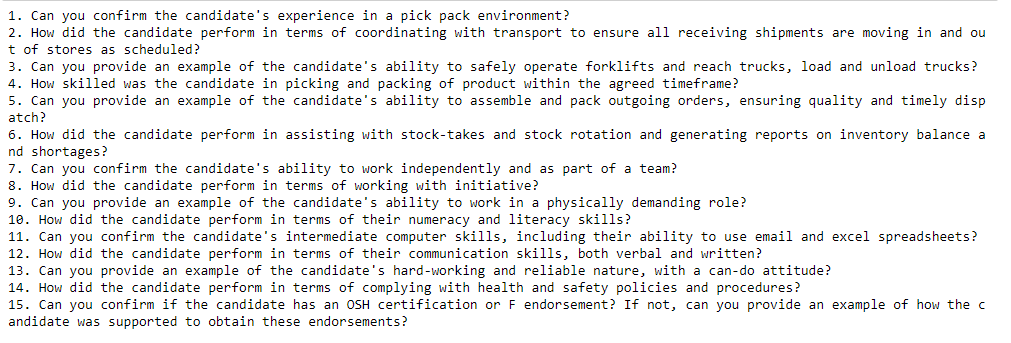 1. Can you confirm the candidate's experience in a pick pack environment?
2. How did the candidate perform in terms of coordinating with transport to ensure all receiving shipments are moving in and ou
t of stores as scheduled?
3. Can you provide an example of the candidate's ability to safely operate forklifts and reach trucks, load and unload trucks?
4. How skilled was the candidate in picking and packing of product within the agreed timeframe?
5. Can you provide an example of the candidate's ability to assemble and pack outgoing orders, ensuring quality and timely disp
atch?
6. How did the candidate perform in assisting with stock-takes and stock rotation and generating reports on inventory balance a
nd shortages?
7. Can you confirm the candidate's ability to work independently and as part of a team?
8. How did the candidate perform in terms of working with initiative?
9. Can you provide an example of the candidate's ability to work in a physically demanding role?
10. How did the candidate perform in terms of their numeracy and literacy skills?
11. Can you confirm the candidate's intermediate computer skills, including their ability to use email and excel spreadsheets?
12. How did the candidate perform in terms of their communication skills, both verbal and written?
13. Can you provide an example of the candidate's hard-working and reliable nature, with a can-do attitude?
14. How did the candidate perform in terms of complying with health and safety policies and procedures?
15. Can you confirm if the candidate has an OSH certification or F endorsement? If not, can you provide an example of how the c
andidate was supported to obtain these endorsements?